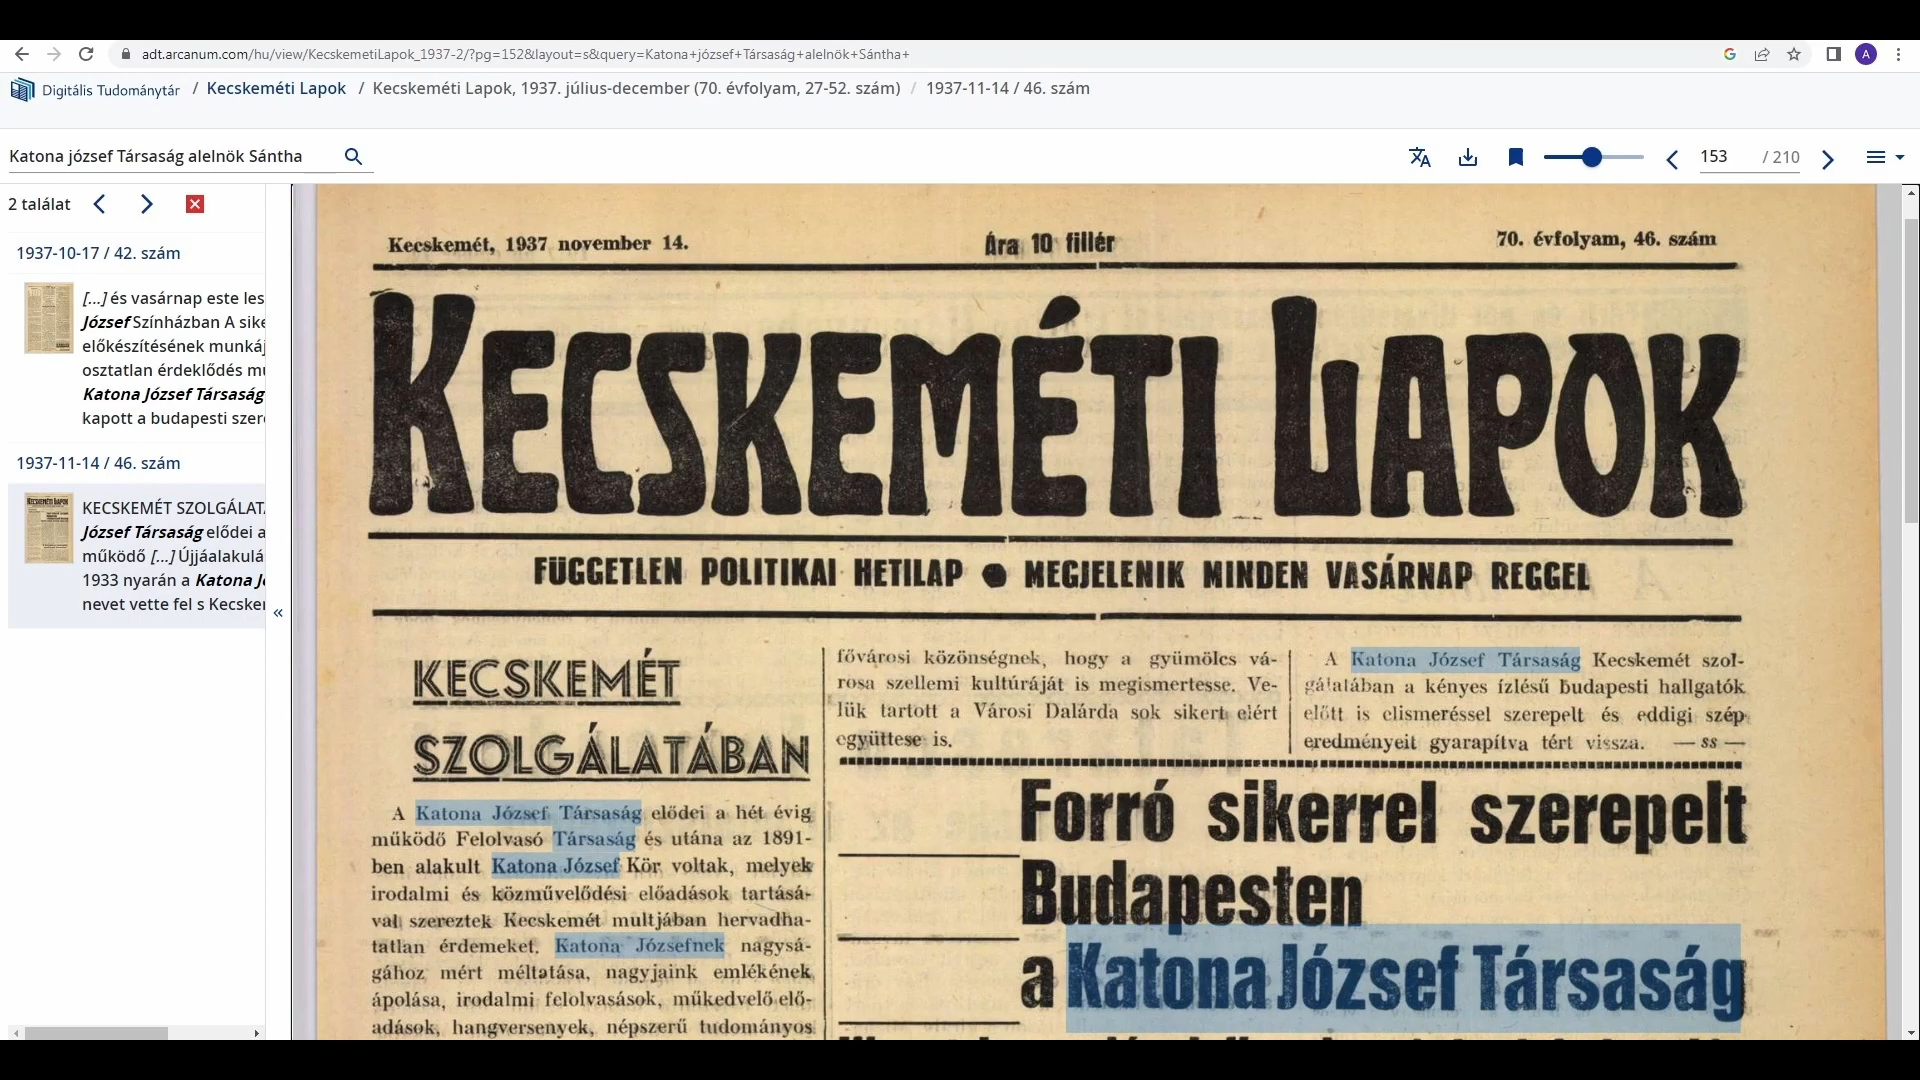 adt.arcanum.com/hu/view/KecskemetiLapok_1937-2/?pg=152&layout=s&query=Katona+józsef+Társaság+alelnök+Sántha+
A
Digitális Tudománytár / Kecskeméti Lapok / Kecskeméti Lapok, 1937. július-december (70. évfolyam, 27-52. szám) / 1937-11-14 / 46. szám
Katona józsef Társaság alelnök Sántha
153 / 210
2 találat
1937-10-17 / 42. szám
[...] és vasárnap este les
József Színházban A sike
előkészítésének munkáj
osztatlan érdeklődés mu
Katona József Társaság
kapott a budapesti szere
1937-11-14 / 46. szám
KECSKEMÉT SZOLGÁLATA
József Társaság elődei a
működő [...] Újjáalakulá
1933 nyarán a Katona Jó
nevet vette fel s Kecsker
«
Kecskemét, 1937 november 14.
Ára 10 fillér
70. évfolyam, 46. szám
KECSKEMÉTI LAPOK
FÜGGETLEN POLITIKAI HETILAP ● MEGJELENIK MINDEN VASÁRNAP REGGEL
KECSKEMÉT
SZOLGÁLATÁBAN
A Katona József Társaság elődei a hét évig
működő Felolvasó Társaság és utána az 1891-
ben alakult Katona József Kör voltak, melyek
irodalmi és közművelődési előadások tartásá-
val szereztek Kecskemét multjában hervadha-
tatlan érdemeket. Katona Józsefnek nagysá-
gához mért méltatása, nagyjaink emlékének
ápolása, irodalmi felolvasások, műkedvelő elő-
adások, hangversenyek, népszerű tudományos
fővárosi közönségnek, hogy a gyümölcs vá-
rosa szellemi kultúráját is megismertesse. Ve-
lük tartott a Városi Dalárda sok sikert elért
együttese is.
A Katona József Társaság Kecskemét szol-
gálatában a kényes ízlésű budapesti hallgatók
előtt is elismeréssel szerepelt és eddigi szép
eredményeit gyarapítva tért vissza. — ss —
Forró sikerrel szerepelt
Budapesten
a Katona József Társaság